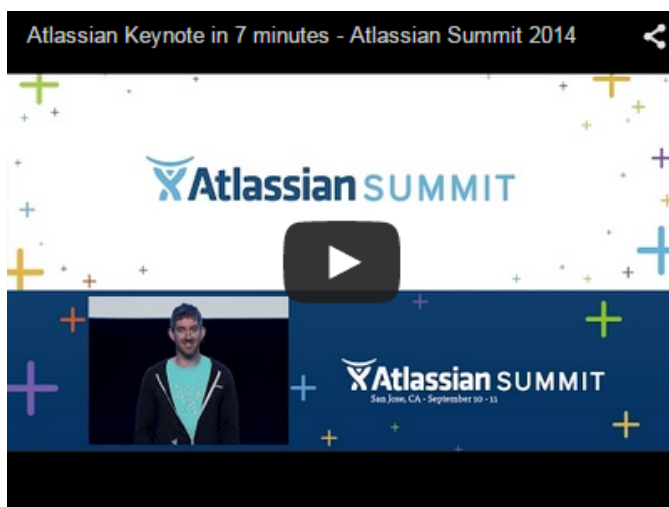 Atlassian Keynote in 7 minutes - Atlassian Summit 2014
Atlassian SUMMIT
Atlassian SUMMIT
San Jose, CA - September 10 - 11